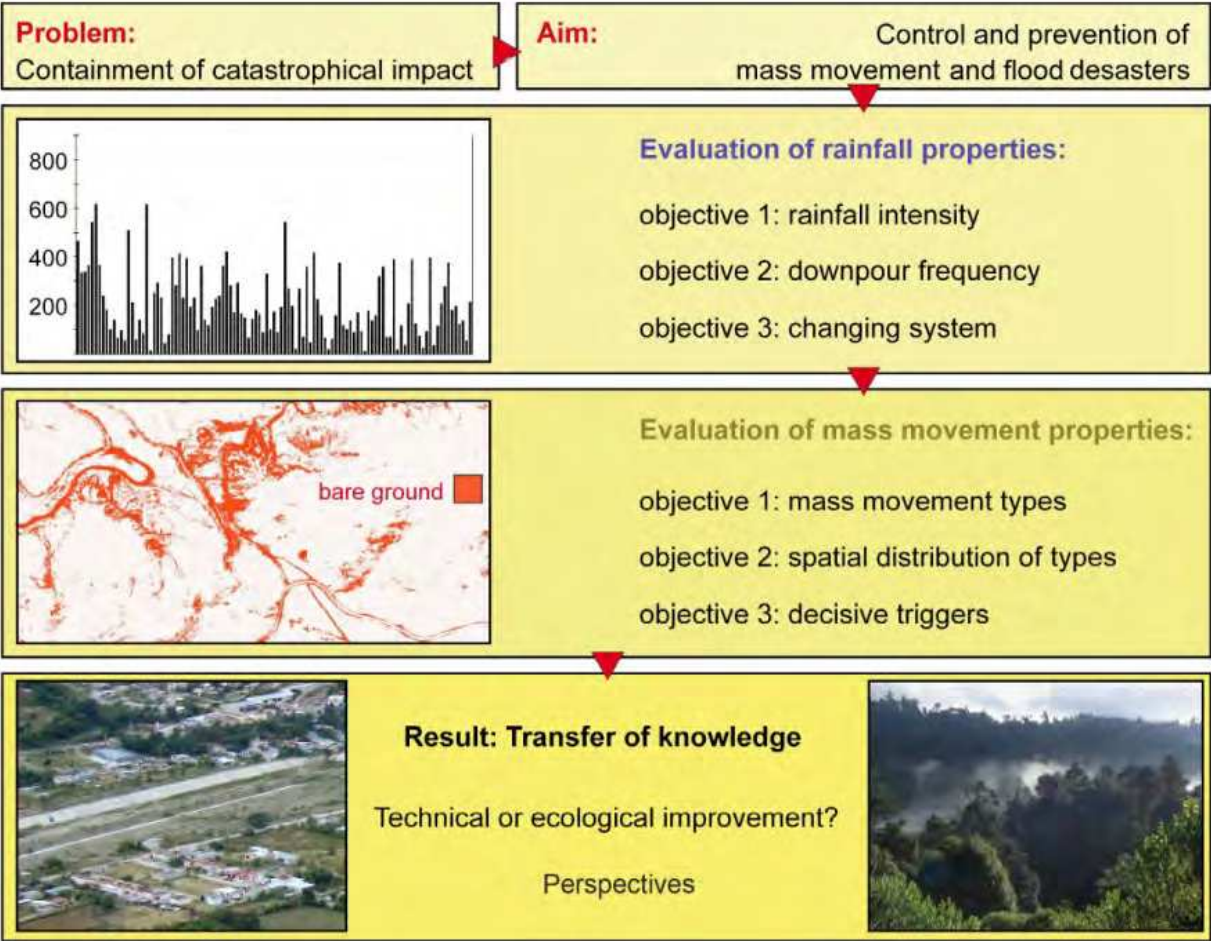 Problem:
Containment of catastrophical impact
Aim:
Control and prevention of
mass movement and flood desasters
800
600
400
200
Evaluation of rainfall properties:
objective 1: rainfall intensity
objective 2: downpour frequency
objective 3: changing system
bare ground
Evaluation of mass movement properties:
objective 1: mass movement types
objective 2: spatial distribution of types
objective 3: decisive triggers
Result: Transfer of knowledge
Technical or ecological improvement?
Perspectives